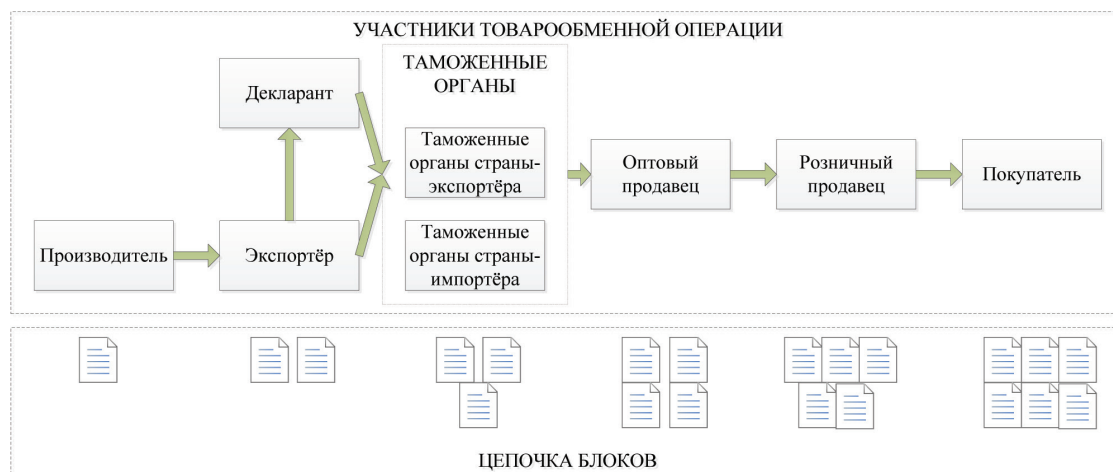 УЧАСТНИКИ ТОВАРООБМЕННОЙ ОПЕРАЦИИ
Декларант
ТАМОЖЕННЫЕ
ОРГАНЫ
Таможенные
органы страны-
экспортёра
Оптовый
продавец
Розничный
продавец
Покупатель
Производитель
Экспортёр
Таможенные
органы страны-
импортёра
ЦЕПОЧКА БЛОКОВ